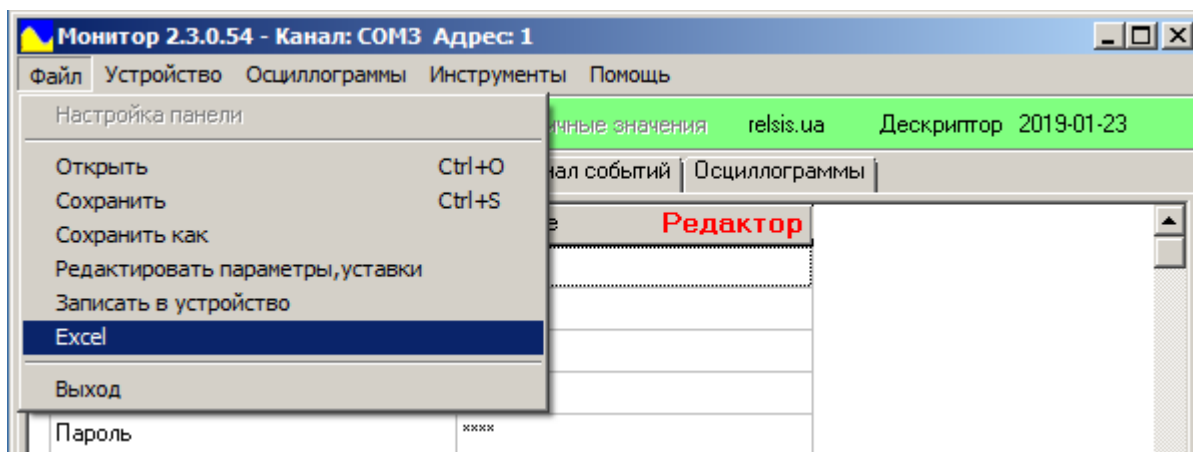 Монитор 2.3.0.54 - Канал: COM3 Адрес: 1
Файл Устройство Осциллограммы Инструменты Помощь
Настройка панели
значения relsis.ua Дескриптор 2019-01-23
Открыть Ctrl+O
событий Осциллограммы
Сохранить Ctrl+S
Сохранить как
Редактор
Редактировать параметры,уставки
Записать в устройство
Excel
Выход
Пароль ****